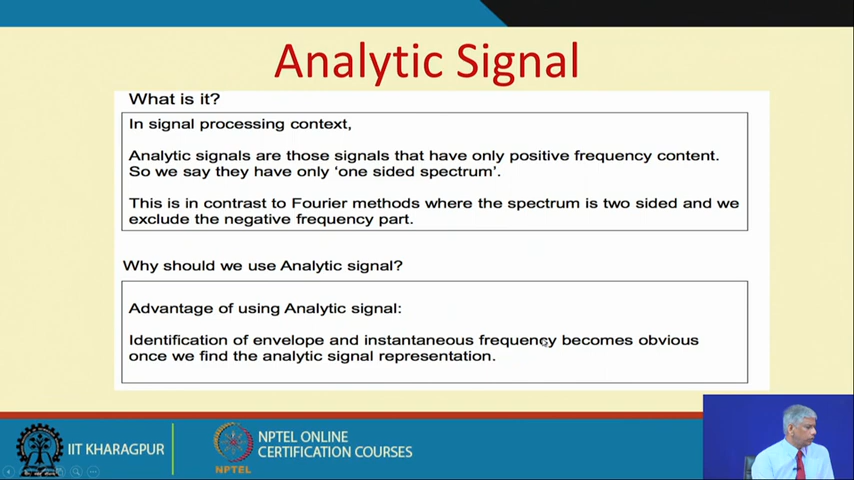 Analytic Signal
What is it?
In signal processing context,
Analytic signals are those signals that have only positive frequency content.
So we say they have only 'one sided spectrum'.
This is in contrast to Fourier methods where the spectrum is two sided and we
exclude the negative frequency part.
Why should we use Analytic signal?
Advantage of using Analytic signal:
Identification of envelope and instantaneous frequency becomes obvious
once we find the analytic signal representation.
IIT KHARAGPUR
NPTEL
NPTEL ONLINE
CERTIFICATION COURSES